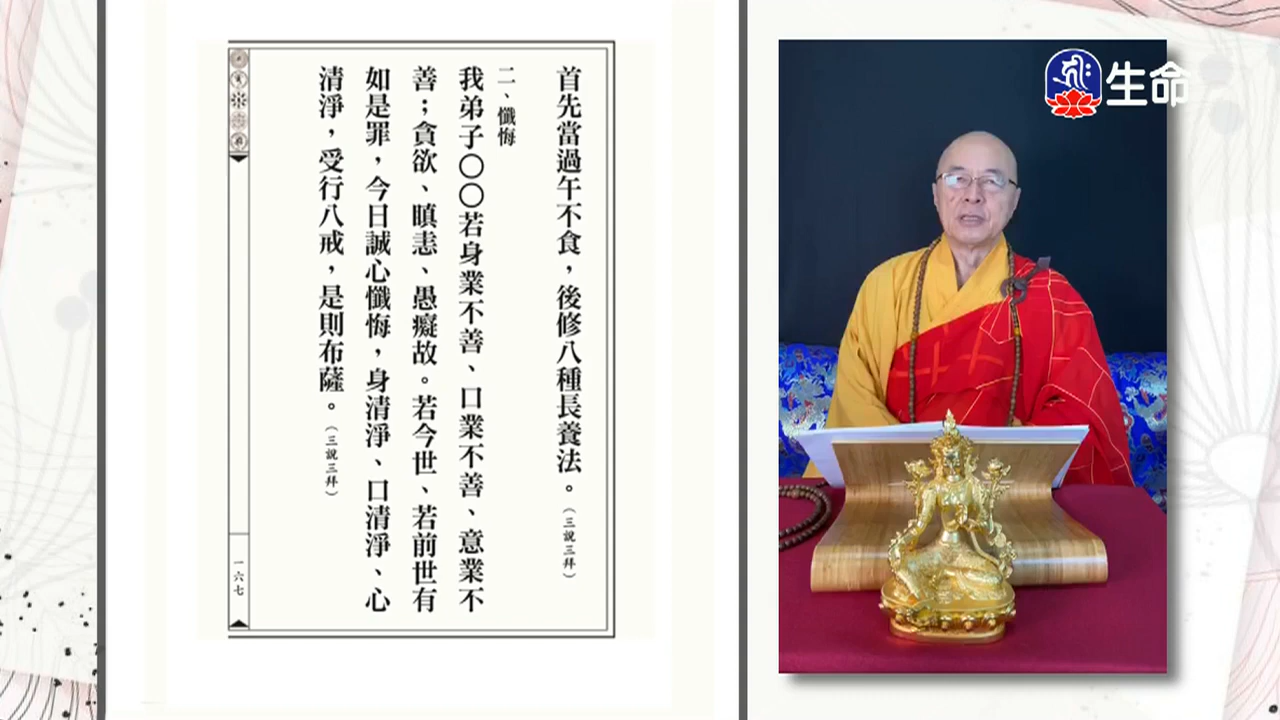 首先當過午不食，後修八種長養法。（三說三拜）
二、懺悔
我弟子○○若身業不善、口業不善、意業不
善；貪欲、瞋恚、愚癡故。若今世、若前世有
如是罪，今日誠心懺悔，身清淨、口清淨、心
清淨，受行八戒，是則布薩。（三說三拜）
一六七
生命